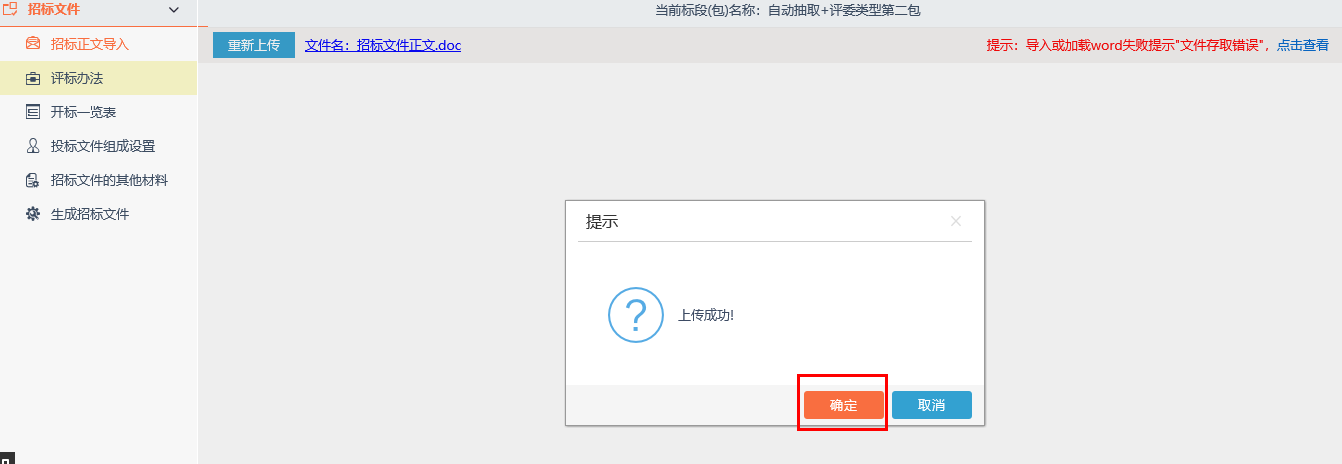 招标文件
当前标段(包)名称：自动抽取+评委类型第二包
招标正文导入
重新上传
文件名：招标文件正文.doc
提示：导入或加载word失败提示"文件存取错误"，点击查看
评标办法
开标一览表
投标文件组成设置
招标文件的其他材料
生成招标文件
提示
?
上传成功!
确定
取消